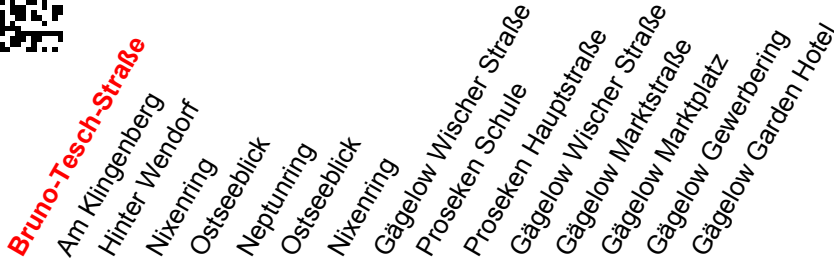 Bruno-Tesch-Straße
Am Klingenberg
Hinter Wendorf
Nixenring
Ostseeblick
Neptunring
Ostseeblick
Nixenring
Gägelow Wischer Straße
Proseken Schule
Proseken Hauptstraße
Gägelow Wischer Straße
Gägelow Marktstraße
Gägelow Marktplatz
Gägelow Gewerbering
Gägelow Garden Hotel